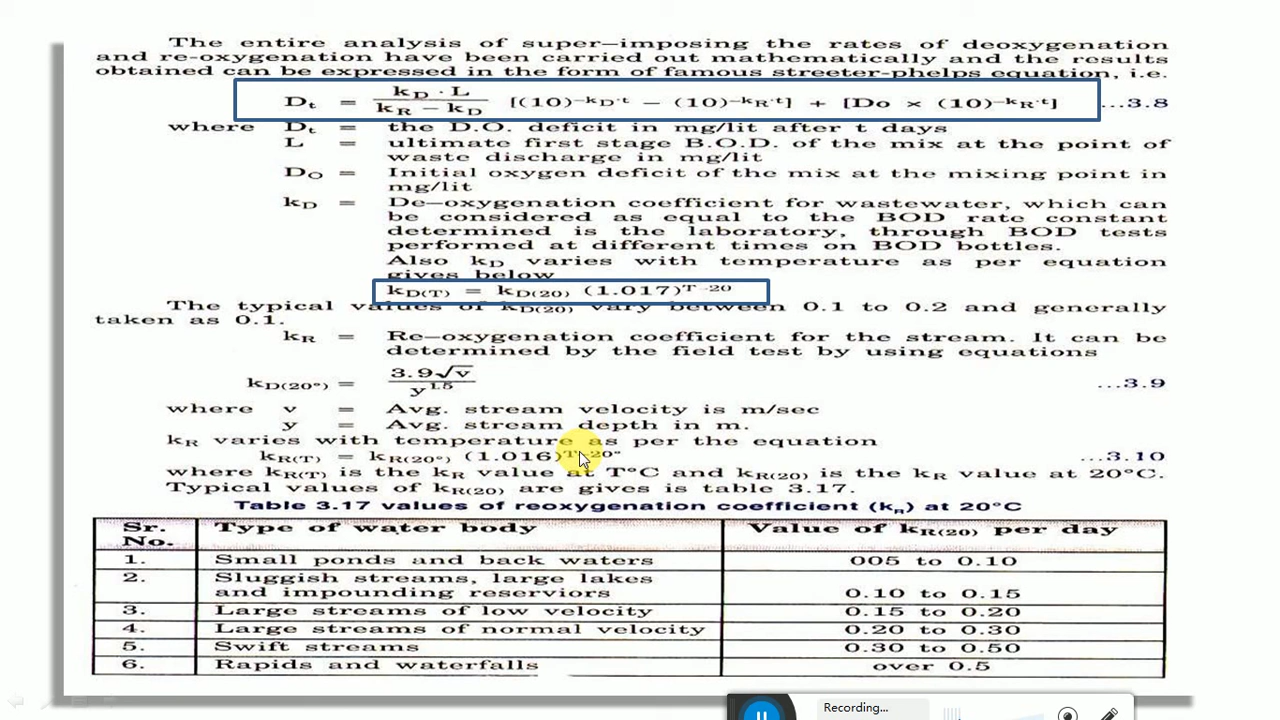 The entire analysis of super–imposing the rates of deoxygenation
and re-oxygenation have been carried out mathematically and the results
obtained can be expressed in the form of famous streeter-phelps equation, i.e.
Dt = kD · L / kR – kD [(10)–kD·t – (10)–kR·t] + [Do × (10)–kR·t] ...3.8
where Dt = the D.O. deficit in mg/lit after t days
L = ultimate first stage B.O.D. of the mix at the point of
waste discharge in mg/lit
DO = Initial oxygen deficit of the mix at the mixing point in
mg/lit
kD = De–oxygenation coefficient for wastewater, which can
be considered as equal to the BOD rate constant
determined is the laboratory, through BOD tests
performed at different times on BOD bottles.
Also kD varies with temperature as per equation
gives below
kD(T) = kD(20) (1.017)T–20
The typical values of kD(20) vary between 0.1 to 0.2 and generally
taken as 0.1.
kR = Re–oxygenation coefficient for the stream. It can be
determined by the field test by using equations
kD(20°) = 3.9√v / y1.5 ...3.9
where v = Avg. stream velocity is m/sec
y = Avg. stream depth in m.
kR varies with temperature as per the equation
kR(T) = kR(20°) (1.016)T–20° ...3.10
where kR(T) is the kR value at T°C and kR(20) is the kR value at 20°C.
Typical values of kR(20) are gives is table 3.17.
Table 3.17 values of reoxygenation coefficient (kR) at 20°C
Sr. No. Type of water body Value of kR(20) per day
1. Small ponds and back waters 005 to 0.10
2. Sluggish streams, large lakes
and impounding reserviors 0.10 to 0.15
3. Large streams of low velocity 0.15 to 0.20
4. Large streams of normal velocity 0.20 to 0.30
5. Swift streams 0.30 to 0.50
6. Rapids and waterfalls over 0.5
Recording...